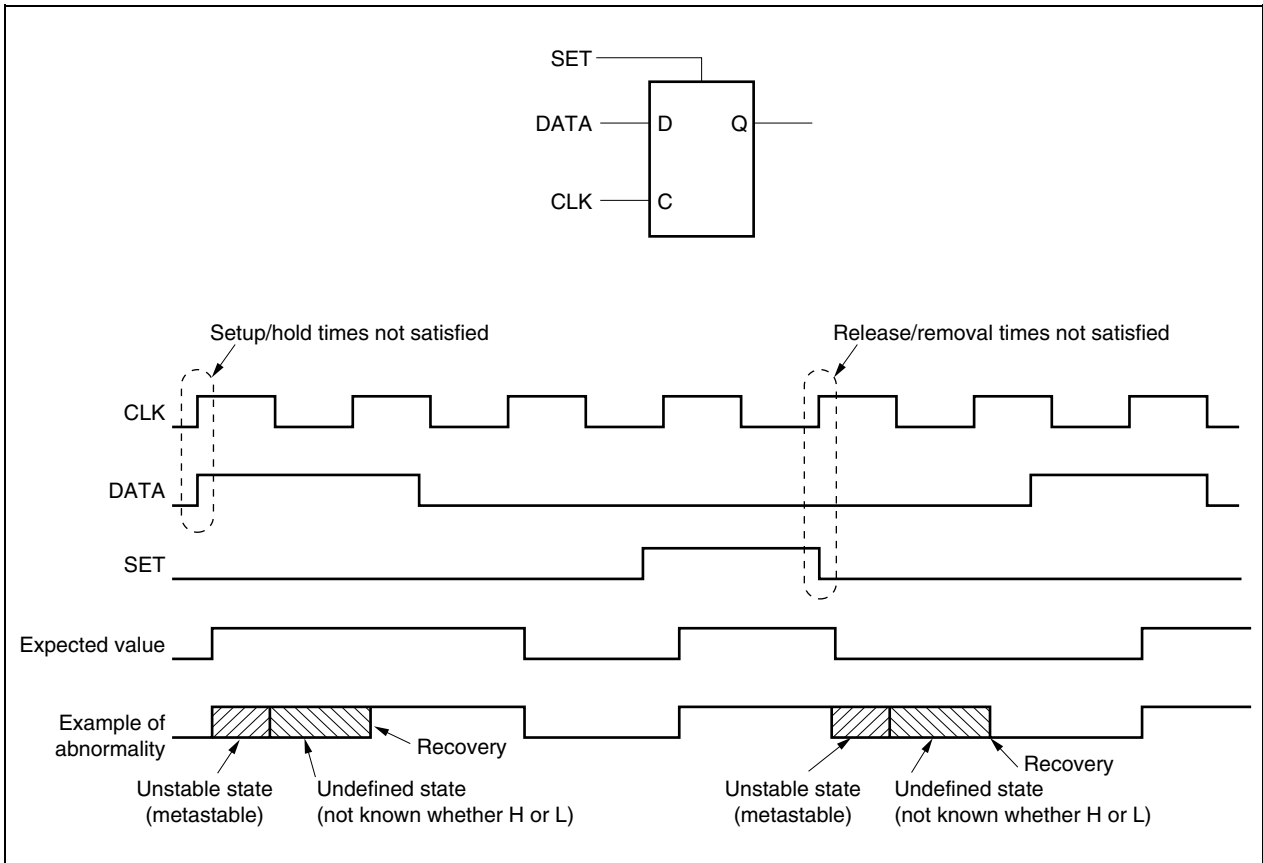 SET
DATA
D
Q
CLK
C
Setup/hold times not satisfied
Release/removal times not satisfied
CLK
DATA
SET
Expected value
Example of
abnormality
Recovery
Recovery
Unstable state
(metastable)
Undefined state
(not known whether H or L)
Unstable state
(metastable)
Undefined state
(not known whether H or L)